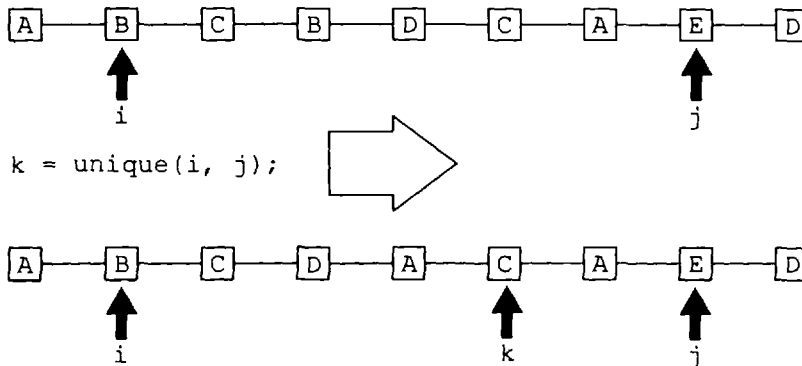 A B C B D C A E D
i j
k = unique(i, j);
A B C D A C A E D
i k j